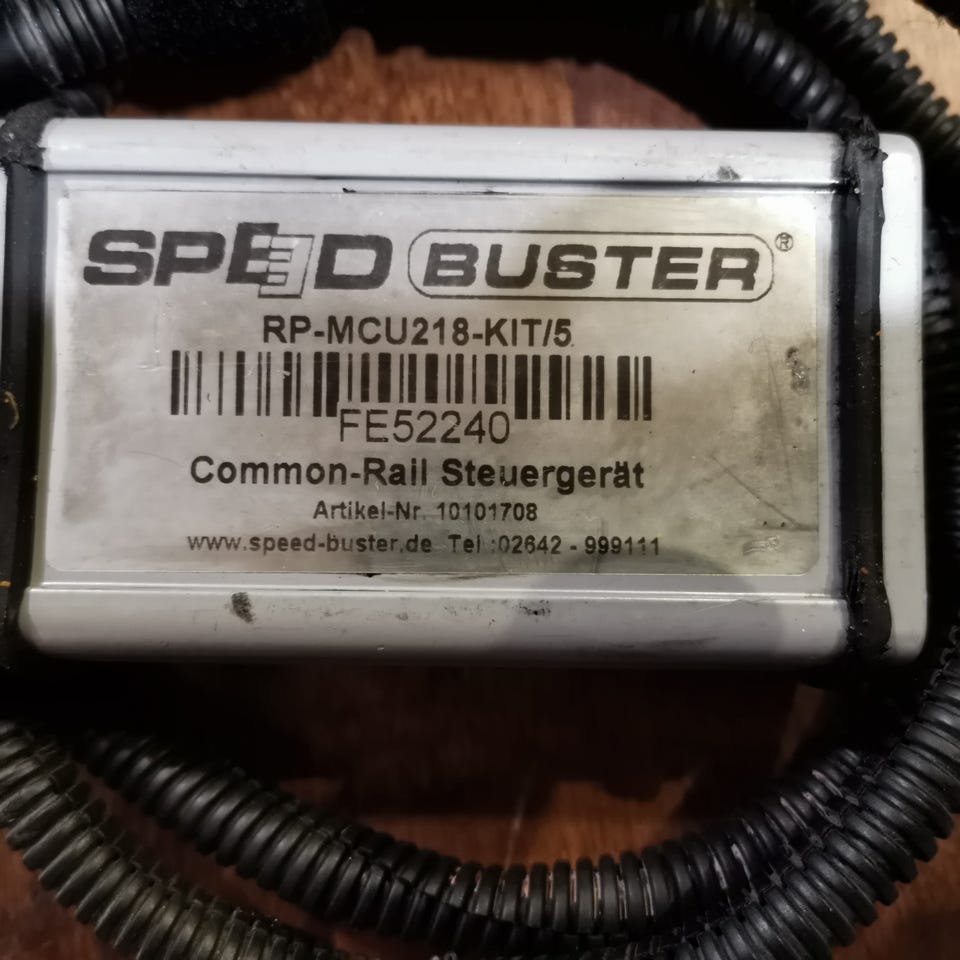 SPEED BUSTER®
RP-MCU218-KIT/5
FE52240
Common-Rail Steuergerät
Artikel-Nr. 10101708
www.speed-buster.de Tel.:02642 - 999111